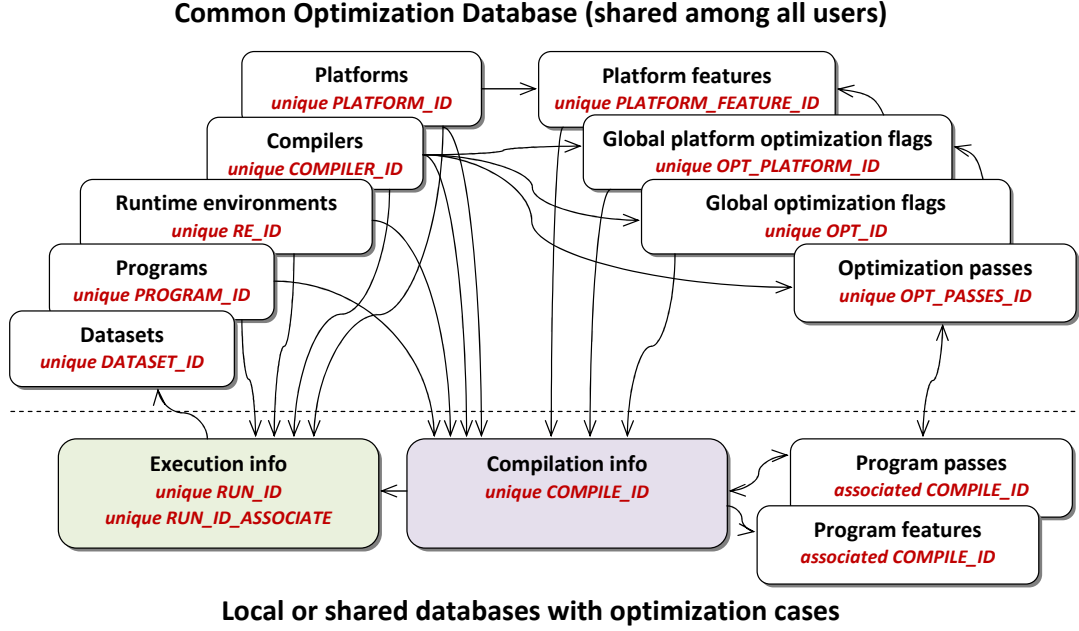 Common Optimization Database (shared among all users)
Platforms
unique PLATFORM_ID
Platform features
unique PLATFORM_FEATURE_ID
Compilers
unique COMPILER_ID
Global platform optimization flags
unique OPT_PLATFORM_ID
Runtime environments
unique RE_ID
Global optimization flags
unique OPT_ID
Programs
unique PROGRAM_ID
Optimization passes
unique OPT_PASSES_ID
Datasets
unique DATASET_ID
Execution info
unique RUN_ID
unique RUN_ID_ASSOCIATE
Compilation info
unique COMPILE_ID
Program passes
associated COMPILE_ID
Program features
associated COMPILE_ID
Local or shared databases with optimization cases